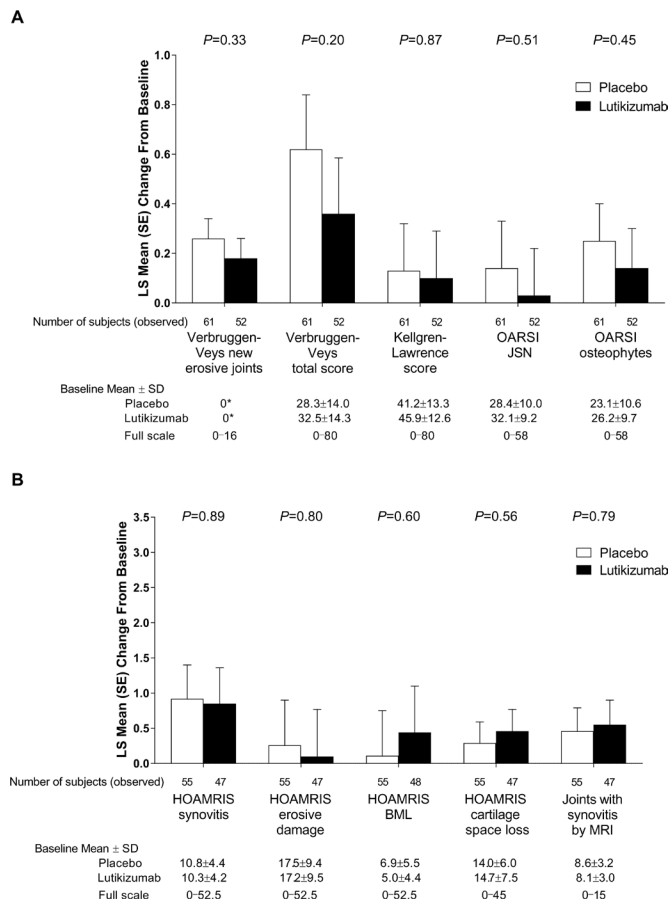 A
P=0.33 P=0.20 P=0.87 P=0.51 P=0.45
LS Mean (SE) Change From Baseline
1.0
0.8
0.6
0.4
0.2
0.0
Placebo
Lutikizumab
Number of subjects (observed) 61 52 61 52 61 52 61 52 61 52
Verbruggen- Verbruggen- Kellgren- OARSI OARSI
Veys new Veys Lawrence JSN osteophytes
erosive joints total score score
Baseline Mean ± SD
Placebo 0* 28.3±14.0 41.2±13.3 28.4±10.0 23.1±10.6
Lutikizumab 0* 32.5±14.3 45.9±12.6 32.1±9.2 26.2±9.7
Full scale 0–16 0–80 0–80 0–58 0–58
B
P=0.89 P=0.80 P=0.60 P=0.56 P=0.79
LS Mean (SE) Change From Baseline
3.5
3.0
2.5
2.0
1.5
1.0
0.5
0.0
Placebo
Lutikizumab
Number of subjects (observed) 55 47 55 47 55 48 55 47 55 47
HOAMRIS HOAMRIS HOAMRIS HOAMRIS Joints with
synovitis erosive BML cartilage synovitis
damage space loss by MRI
Baseline Mean ± SD
Placebo 10.8±4.4 17.5±9.4 6.9±5.5 14.0±6.0 8.6±3.2
Lutikizumab 10.3±4.2 17.2±9.5 5.0±4.4 14.7±7.5 8.1±3.0
Full scale 0–52.5 0–52.5 0–52.5 0–45 0–15